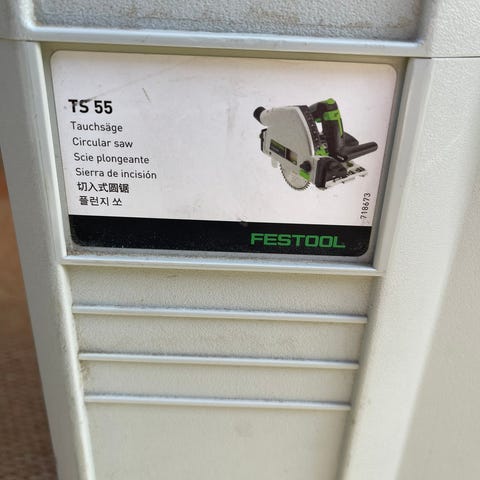 TS 55
Tauchsäge
Circular saw
Scie plongeante
Sierra de incisión
切入式圆锯
플런지 쏘
718673
FESTOOL